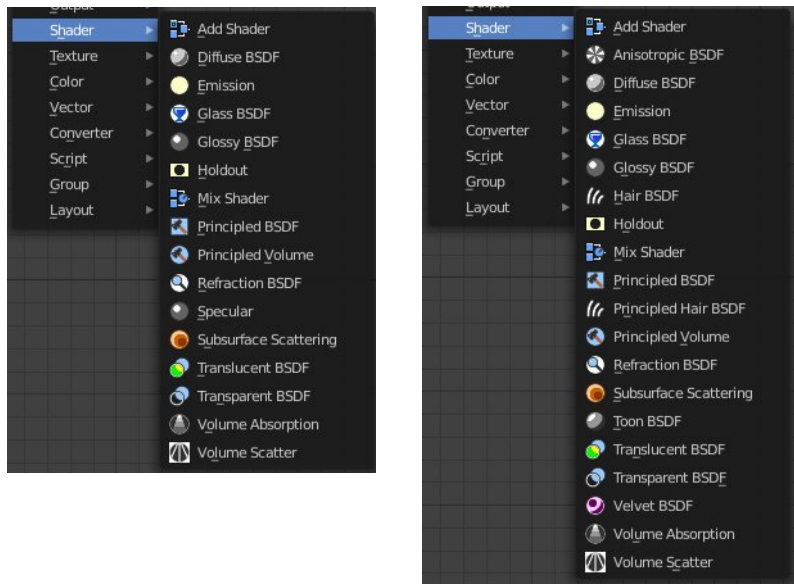 Output
Shader
Texture
Color
Vector
Converter
Script
Group
Layout
Add Shader
Diffuse BSDF
Emission
Glass BSDF
Glossy BSDF
Holdout
Mix Shader
Principled BSDF
Principled Volume
Refraction BSDF
Specular
Subsurface Scattering
Translucent BSDF
Transparent BSDF
Volume Absorption
Volume Scatter
Shader
Texture
Color
Vector
Converter
Script
Group
Layout
Add Shader
Anisotropic BSDF
Diffuse BSDF
Emission
Glass BSDF
Glossy BSDF
Hair BSDF
Holdout
Mix Shader
Principled BSDF
Principled Hair BSDF
Principled Volume
Refraction BSDF
Subsurface Scattering
Toon BSDF
Translucent BSDF
Transparent BSDF
Velvet BSDF
Volume Absorption
Volume Scatter